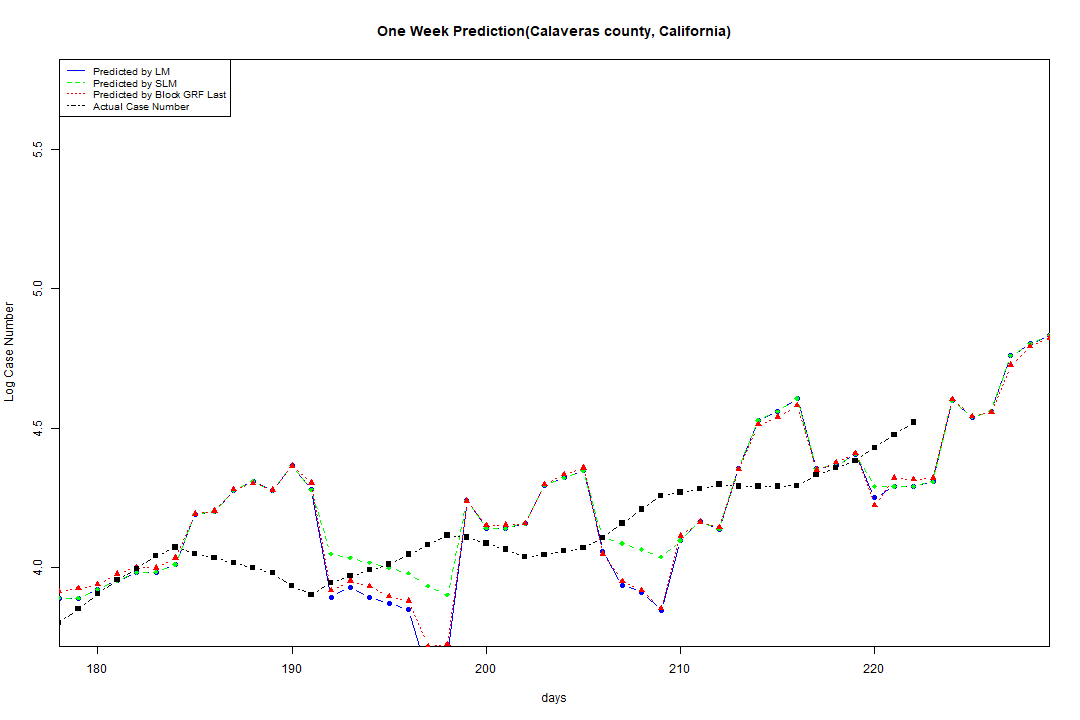 One Week Prediction(Calaveras county, California)
Predicted by LM
Predicted by SLM
Predicted by Block GRF Last
Actual Case Number
5.5
5.0
4.5
4.0
Log Case Number
180 190 200 210 220
days